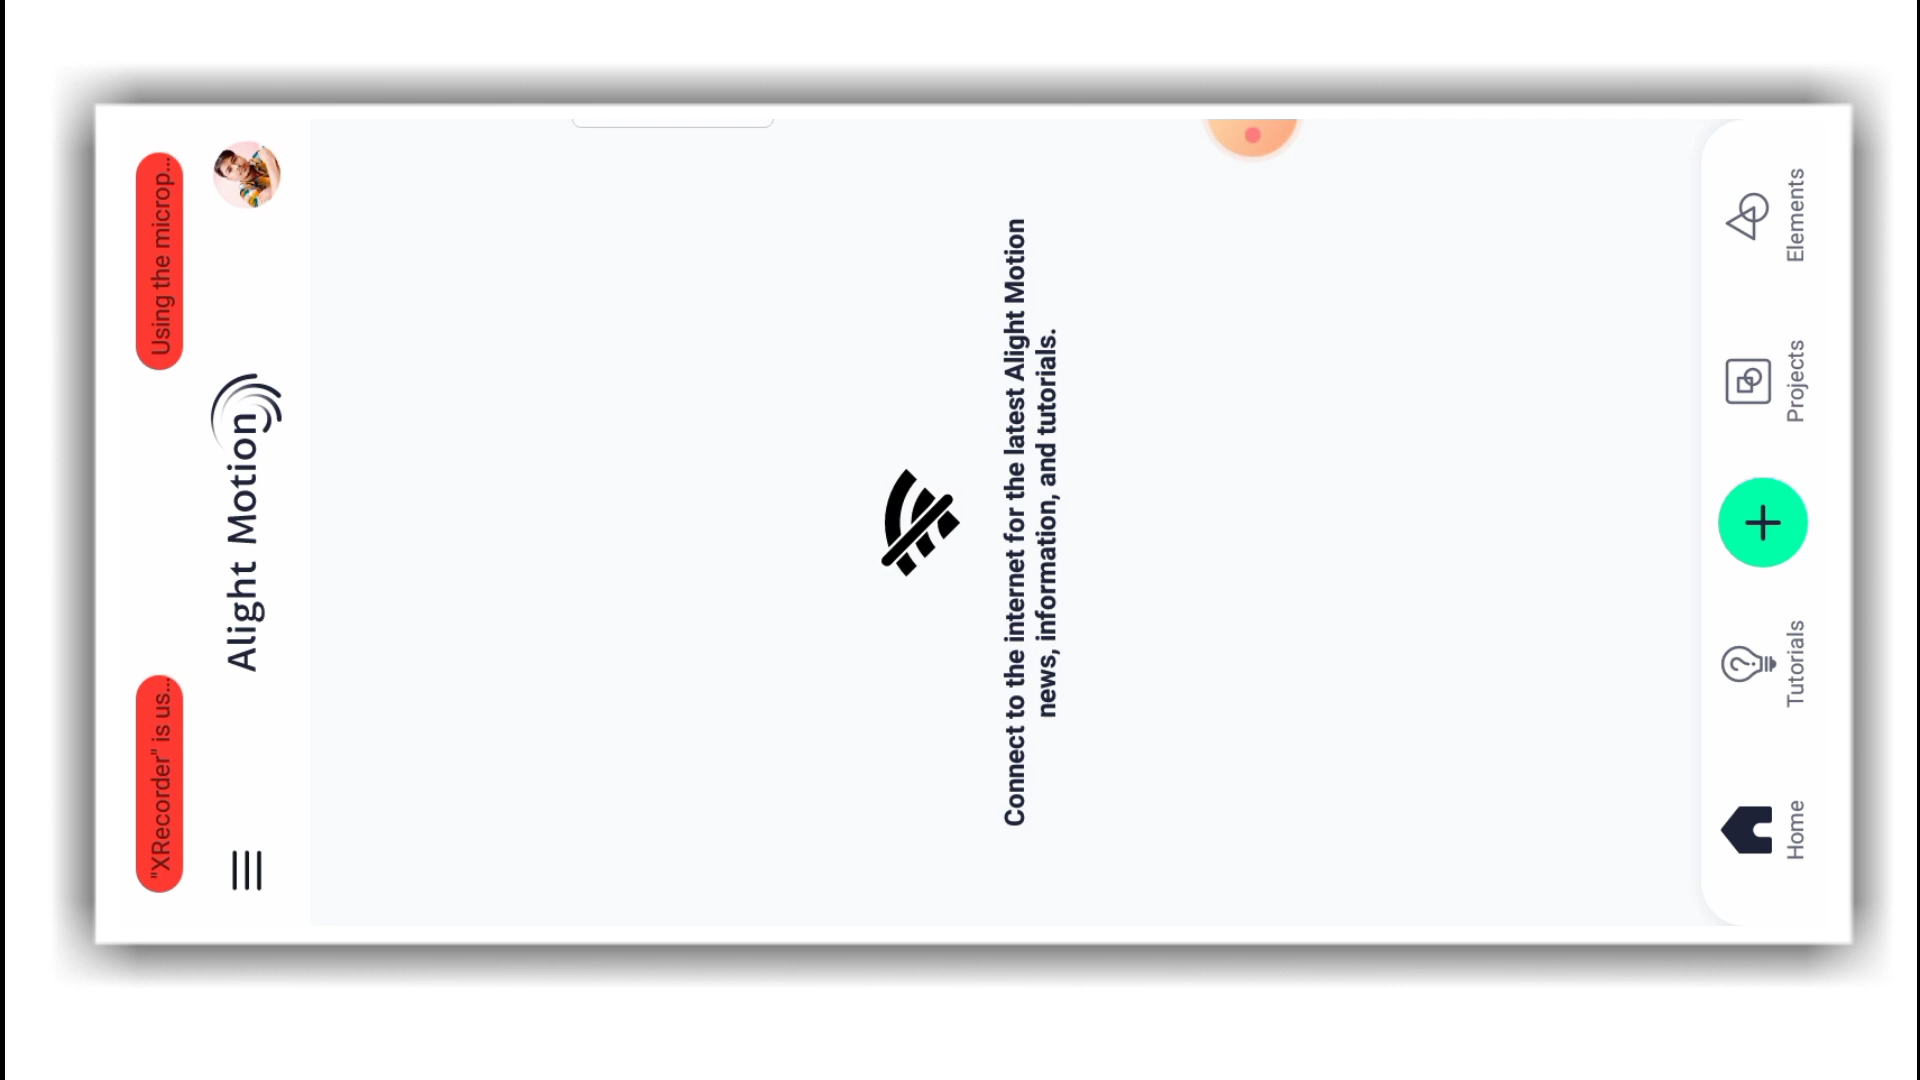 "XRecorder" is us...
Using the microp...
Alight Motion
Connect to the internet for the latest Alight Motion
news, information, and tutorials.
Home
Tutorials
Projects
Elements